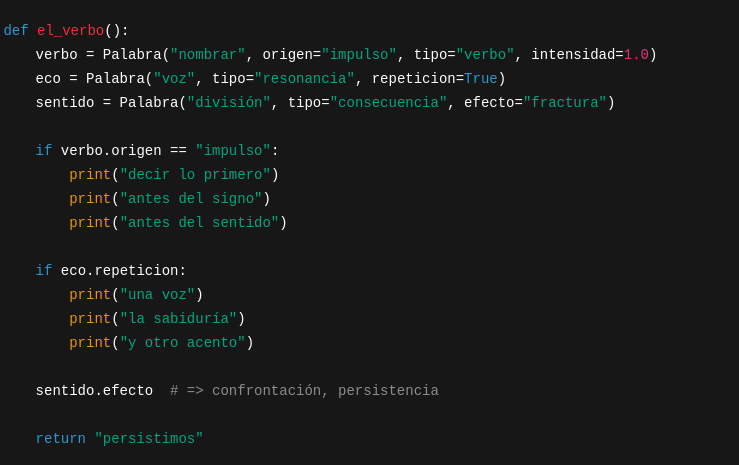 def el_verbo():
    verbo = Palabra("nombrar", origen="impulso", tipo="verbo", intensidad=1.0)
    eco = Palabra("voz", tipo="resonancia", repeticion=True)
    sentido = Palabra("división", tipo="consecuencia", efecto="fractura")

    if verbo.origen == "impulso":
        print("decir lo primero")
        print("antes del signo")
        print("antes del sentido")

    if eco.repeticion:
        print("una voz")
        print("la sabiduría")
        print("y otro acento")

    sentido.efecto  # => confrontación, persistencia

    return "persistimos"